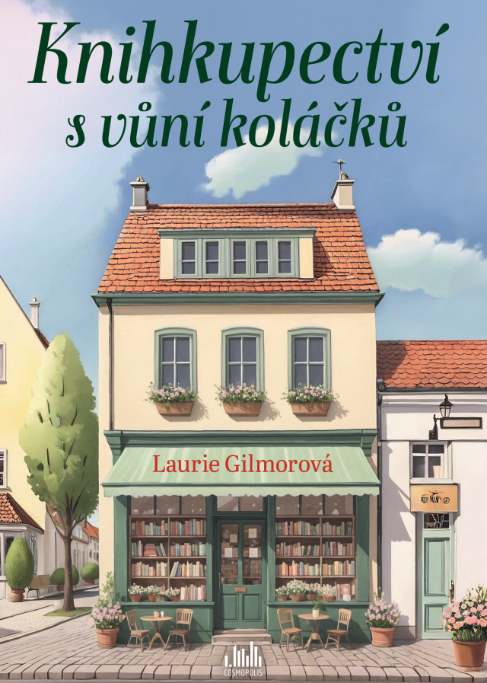 Knihkupectví
s vůní koláčků
Laurie Gilmorová
COSMOPOLIS